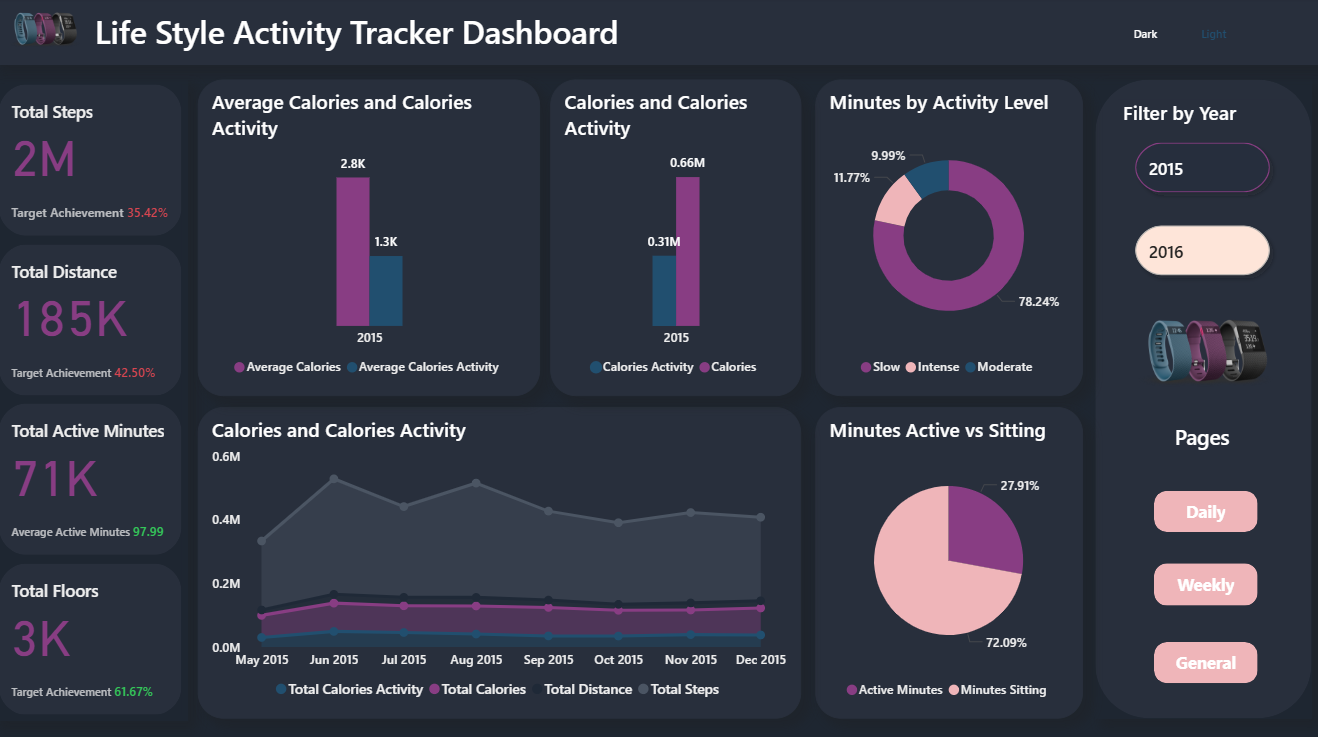 Life Style Activity Tracker Dashboard
Dark
Light
Total Steps
2M
Target Achievement 35.42%
Total Distance
185K
Target Achievement 42.50%
Total Active Minutes
71K
Average Active Minutes 97.99
Total Floors
3K
Target Achievement 61.67%
Average Calories and Calories
Activity
2.8K
1.3K
2015
Average Calories
Average Calories Activity
Calories and Calories
Activity
0.66M
0.31M
2015
Calories Activity
Calories
Minutes by Activity Level
9.99%
11.77%
78.24%
Slow
Intense
Moderate
Calories and Calories Activity
0.6M
0.4M
0.2M
0.0M
May 2015
Jun 2015
Jul 2015
Aug 2015
Sep 2015
Oct 2015
Nov 2015
Dec 2015
Total Calories Activity
Total Calories
Total Distance
Total Steps
Minutes Active vs Sitting
27.91%
72.09%
Active Minutes
Minutes Sitting
Filter by Year
2015
2016
Pages
Daily
Weekly
General